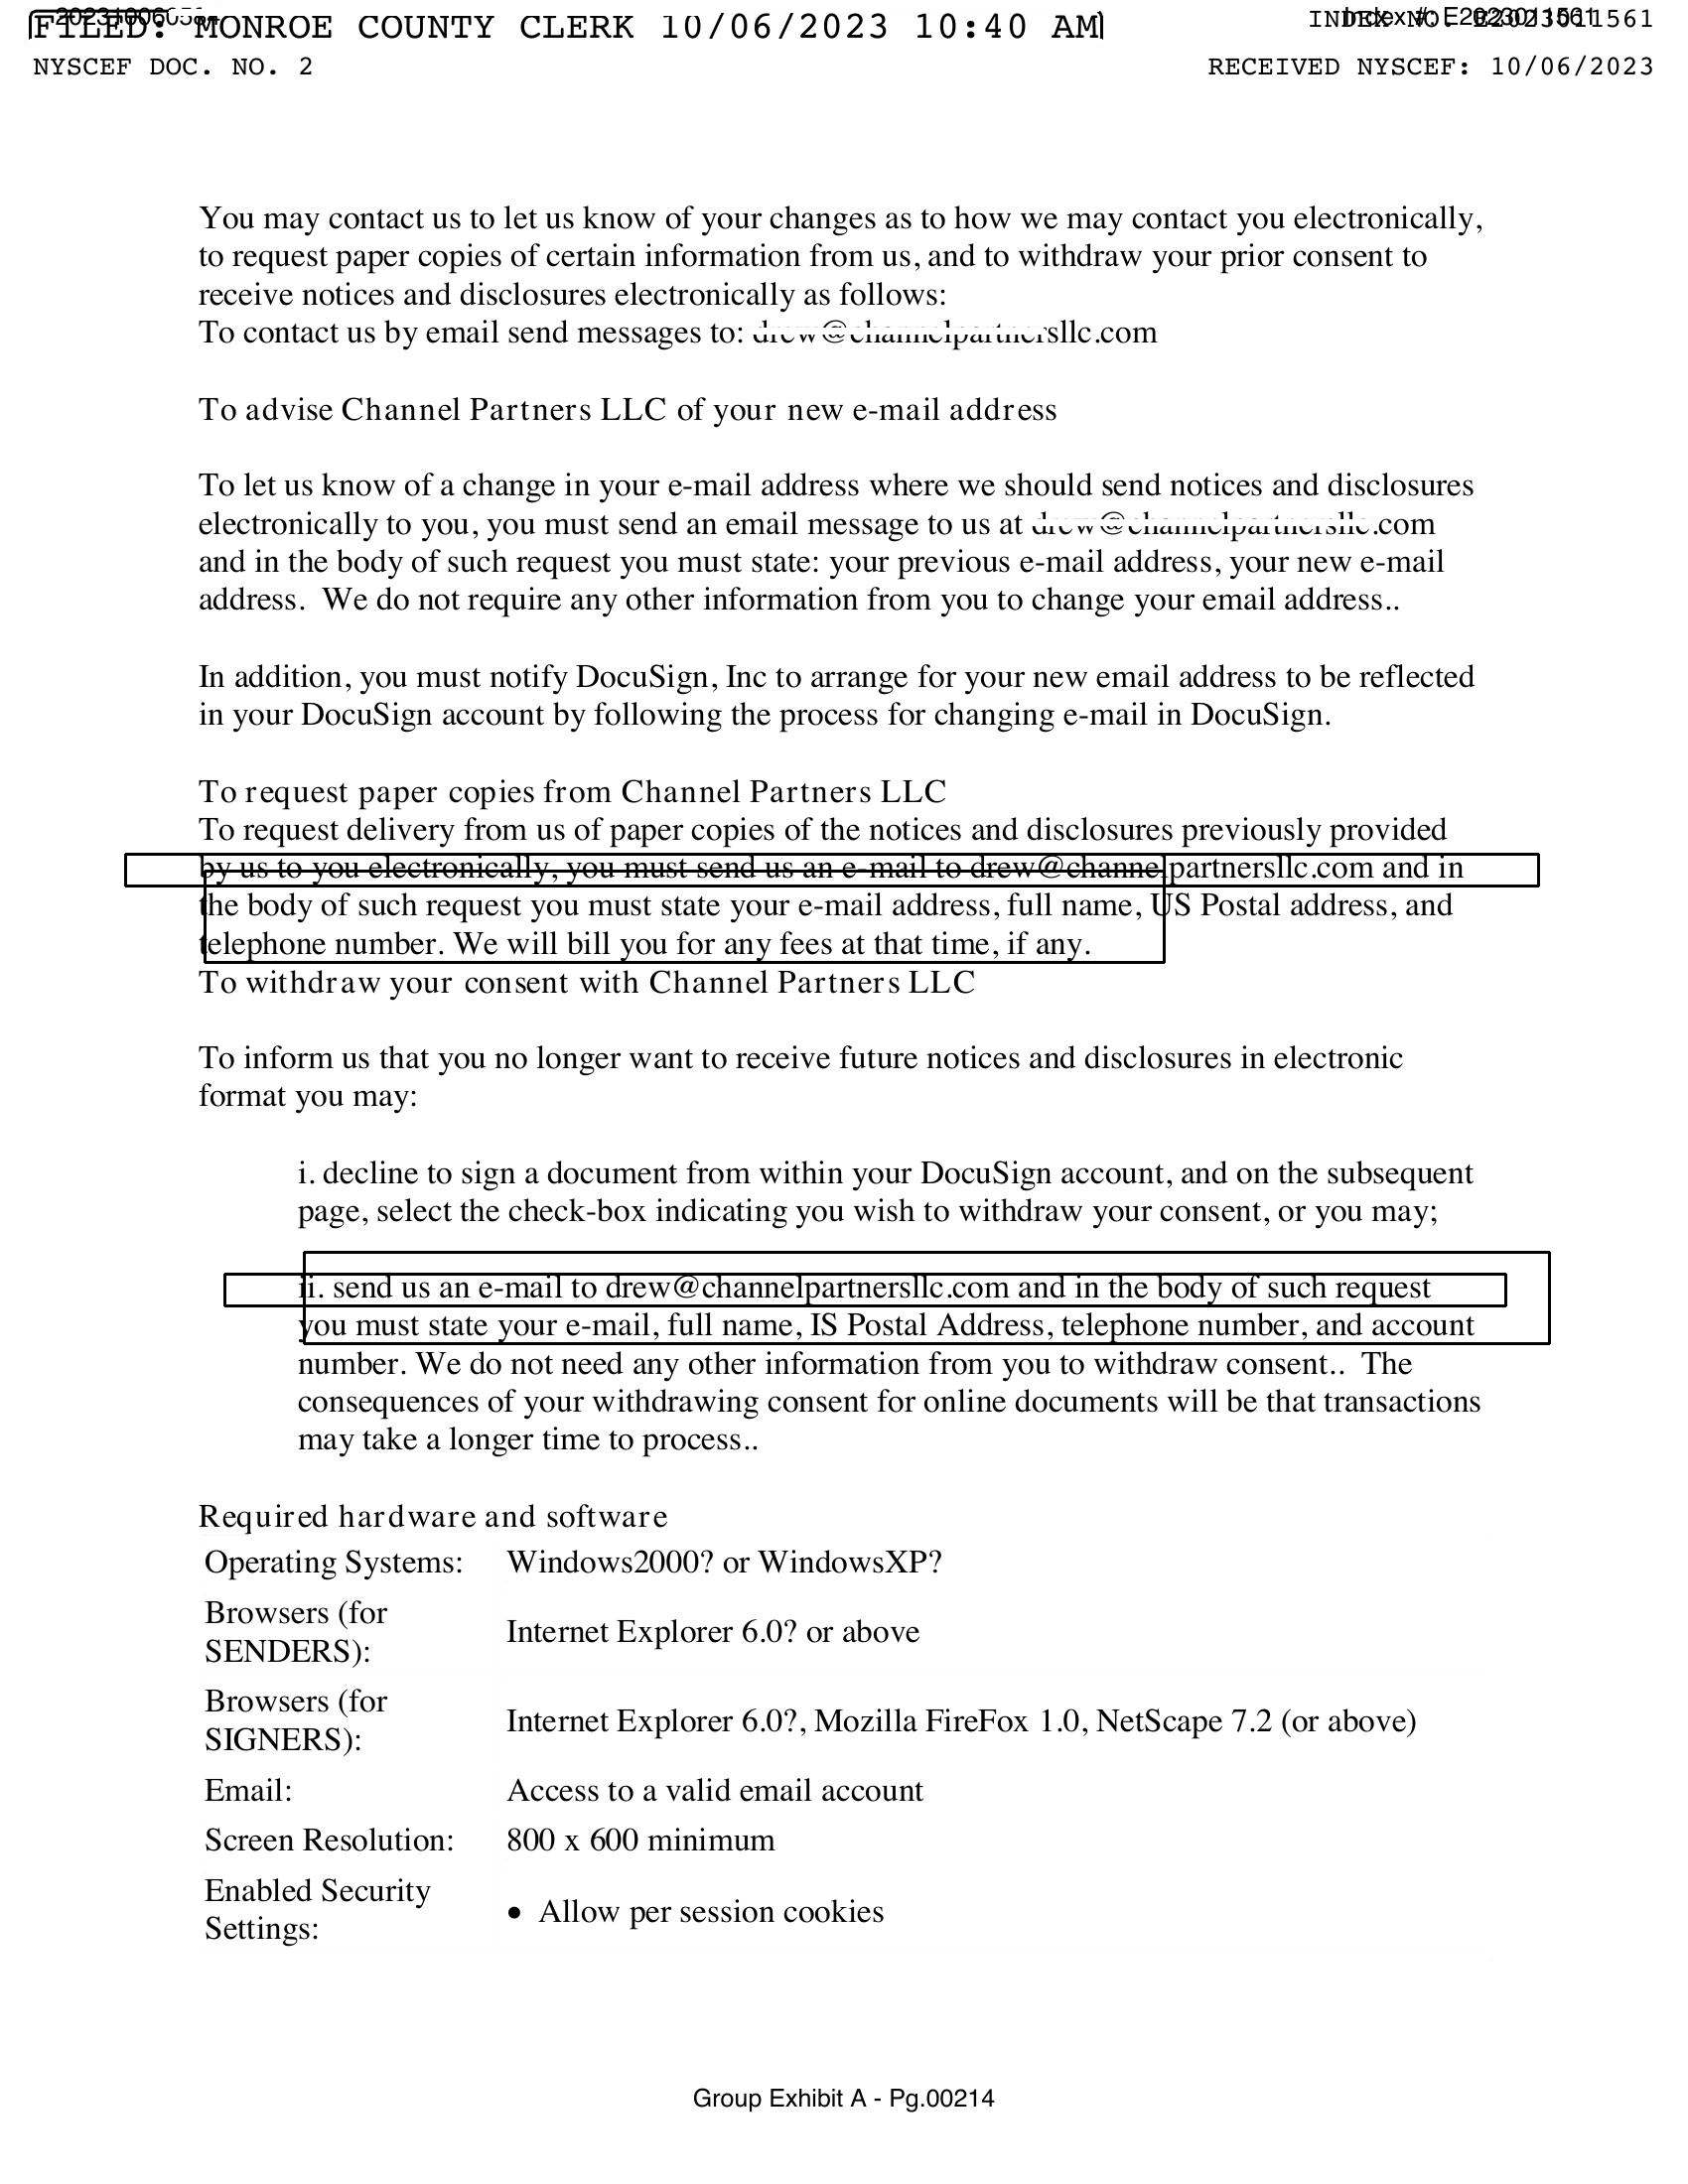 202310060584
FILED: MONROE COUNTY CLERK 10/06/2023 10:40 AM
INDEX NO. E2023011561
Index #: E2023011561
NYSCEF DOC. NO. 2
RECEIVED NYSCEF: 10/06/2023
You may contact us to let us know of your changes as to how we may contact you electronically,
to request paper copies of certain information from us, and to withdraw your prior consent to
receive notices and disclosures electronically as follows:
To contact us by email send messages to: drew@channelpartnersllc.com
To advise Channel Partners LLC of your new e-mail address
To let us know of a change in your e-mail address where we should send notices and disclosures
electronically to you, you must send an email message to us at drew@channelpartnersllc.com
and in the body of such request you must state: your previous e-mail address, your new e-mail
address.  We do not require any other information from you to change your email address..
In addition, you must notify DocuSign, Inc to arrange for your new email address to be reflected
in your DocuSign account by following the process for changing e-mail in DocuSign.
To request paper copies from Channel Partners LLC
To request delivery from us of paper copies of the notices and disclosures previously provided
by us to you electronically, you must send us an e-mail to drew@channelpartnersllc.com and in
the body of such request you must state your e-mail address, full name, US Postal address, and
telephone number. We will bill you for any fees at that time, if any.
To withdraw your consent with Channel Partners LLC
To inform us that you no longer want to receive future notices and disclosures in electronic
format you may:
i. decline to sign a document from within your DocuSign account, and on the subsequent
page, select the check-box indicating you wish to withdraw your consent, or you may;
ii. send us an e-mail to drew@channelpartnersllc.com and in the body of such request
you must state your e-mail, full name, IS Postal Address, telephone number, and account
number. We do not need any other information from you to withdraw consent..  The
consequences of your withdrawing consent for online documents will be that transactions
may take a longer time to process..
Required hardware and software
Operating Systems: Windows2000? or WindowsXP?
Browsers (for
SENDERS): Internet Explorer 6.0? or above
Browsers (for
SIGNERS): Internet Explorer 6.0?, Mozilla FireFox 1.0, NetScape 7.2 (or above)
Email: Access to a valid email account
Screen Resolution: 800 x 600 minimum
Enabled Security
Settings: • Allow per session cookies
Group Exhibit A - Pg.00214